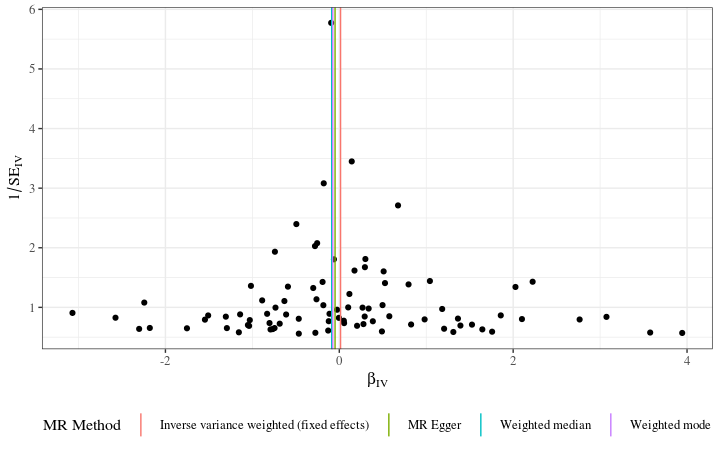 6
5
4
3
2
1
1/SE_IV
-2
0
2
4
β_IV
MR Method
Inverse variance weighted (fixed effects)
MR Egger
Weighted median
Weighted mode